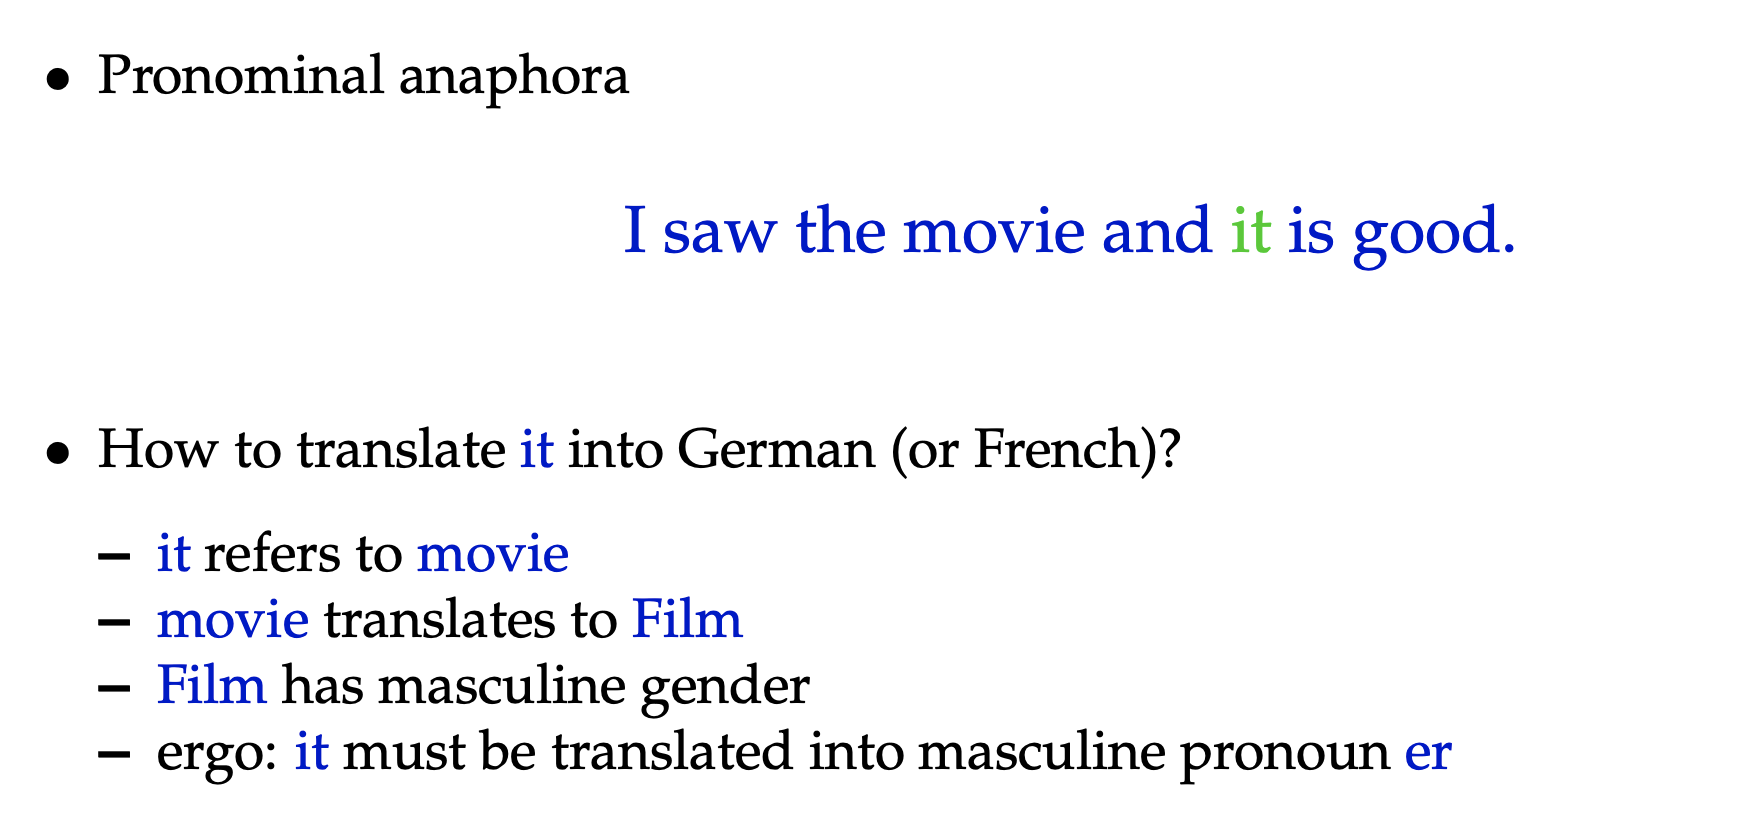 • Pronominal anaphora
I saw the movie and it is good.
• How to translate it into German (or French)?
– it refers to movie
– movie translates to Film
– Film has masculine gender
– ergo: it must be translated into masculine pronoun er